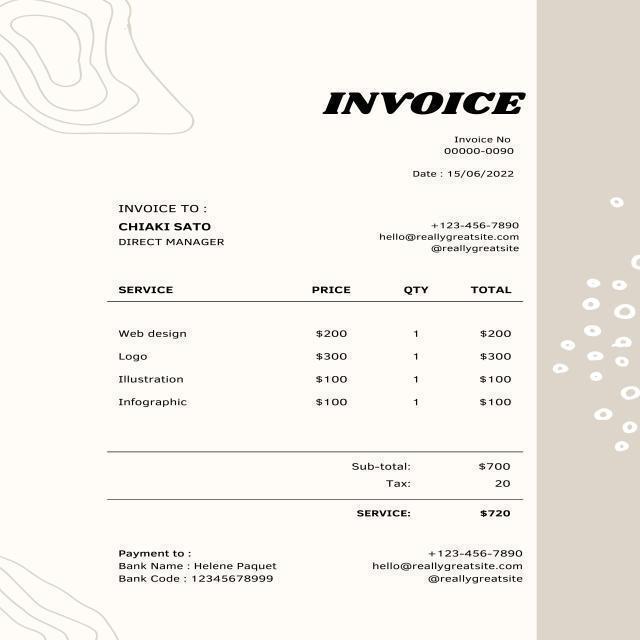 INVOICE
Invoice No
00000-0090
Date : 15/06/2022
INVOICE TO :
CHIAKI SATO
DIRECT MANAGER
+123-456-7890
hello@reallygreatsite.com
@reallygreatsite
SERVICE PRICE QTY TOTAL
Web design $200 1 $200
Logo $300 1 $300
Illustration $100 1 $100
Infographic $100 1 $100
Sub-total: $700
Tax: 20
SERVICE: $720
Payment to :
Bank Name : Helene Paquet
Bank Code : 12345678999
+123-456-7890
hello@reallygreatsite.com
@reallygreatsite